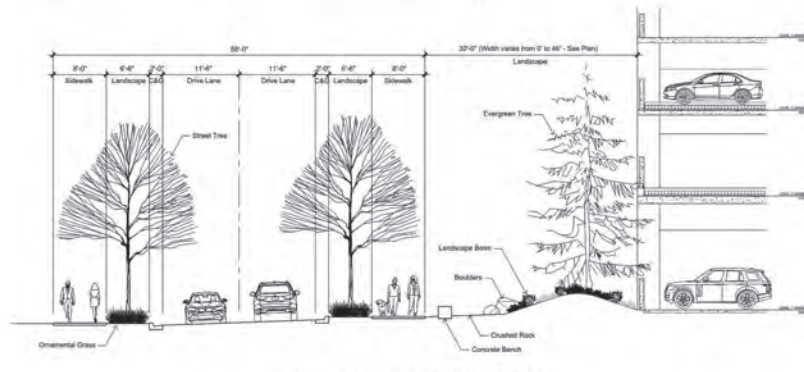 56'-0"
30'-0" (Width varies from 0' to 46' - See Plan)
8'-0" 6'-6" 2'-0" 11'-6" 11'-6" 2'-0" 6'-6" 8'-0"
Sidewalk Landscape C&G Drive Lane Drive Lane C&G Landscape Sidewalk
Landscape
Street Tree
Evergreen Tree
Landscape Berm
Boulders
Ornamental Grass
Crushed Rock
Concrete Bench